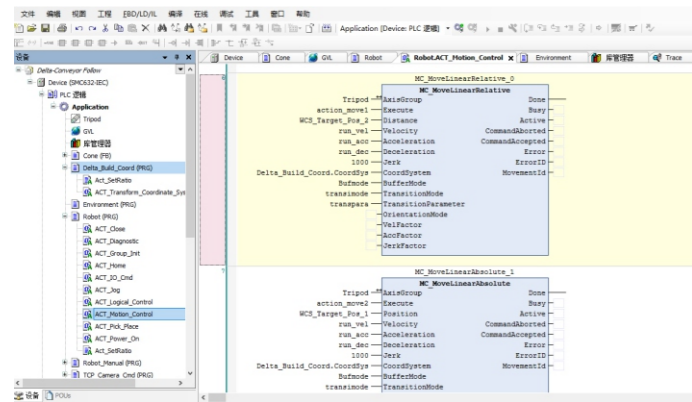 文件 编辑 视图 工程 FBD/LD/IL 编译 在线 调试 工具 窗口 帮助
Application (Device: PLC 逻辑)
设备
Device Cone GVL Robot Robot.ACT_Motion_Control x Environment 库管理器 Trace
Delta-Conveyor Follow
Device (SMC632-IEC)
PLC 逻辑
Application
Tripod
GVL
库管理器
Cone (FB)
Delta_Build_Coord (PRG)
Act_SetRatio
ACT_Transform_Coordinate_Sys
Environment (PRG)
Robot (PRG)
ACT_Close
ACT_Diagnostic
ACT_Group_Init
ACT_Home
ACT_IO_Cmd
ACT_Jog
ACT_Logical_Control
ACT_Motion_Control
ACT_Pick_Place
ACT_Power_On
Act_SetRatio
Robot_Manual (PRG)
TCP_Camera_Cmd (PRG)
设备 POUs
6
MC_MoveLinearRelative_0
MC_MoveLinearRelative
Tripod AxisGroup Done
action_move1 Execute Busy
WCS_Target_Pos_2 Distance Active
run_vel Velocity CommandAborted
run_acc Acceleration CommandAccepted
run_dec Deceleration Error
1000 Jerk ErrorID
Delta_Build_Coord.CoordSys CoordSystem MovementId
Bufmode BufferMode
transimode TransitionMode
transpara TransitionParameter
OrientationMode
VelFactor
AccFactor
JerkFactor
7
MC_MoveLinearAbsolute_1
MC_MoveLinearAbsolute
Tripod AxisGroup Done
action_move2 Execute Busy
WCS_Target_Pos_1 Position Active
run_vel Velocity CommandAborted
run_acc Acceleration CommandAccepted
run_dec Deceleration Error
1000 Jerk ErrorID
Delta_Build_Coord.CoordSys CoordSystem MovementId
Bufmode BufferMode
transimode TransitionMode